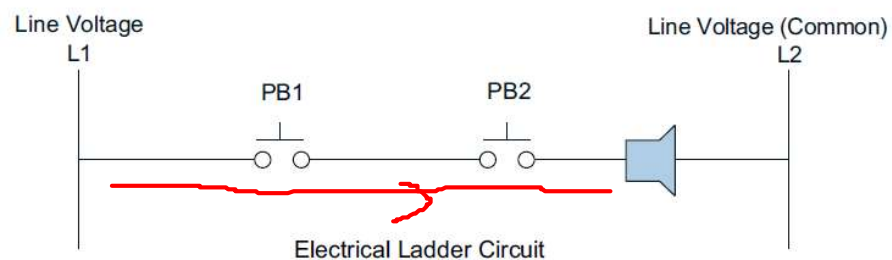 Line Voltage
L1
Line Voltage (Common)
L2
PB1
PB2
Electrical Ladder Circuit